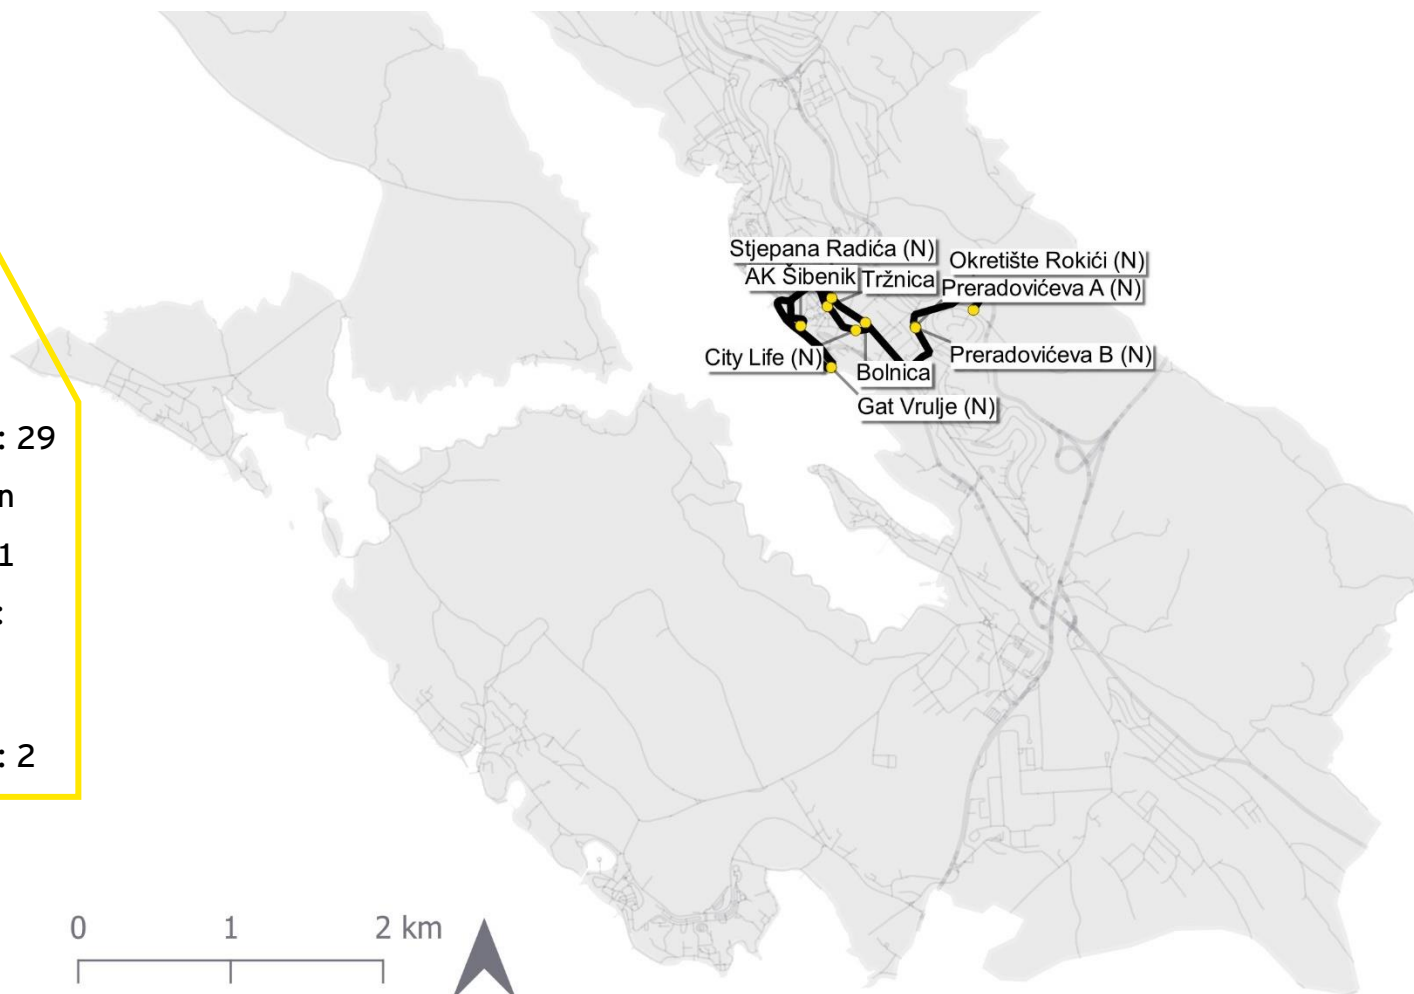 Stjepana Radića (N)
Okretište Rokići (N)
AK Šibenik
Tržnica
Preradovićeva A (N)
City Life (N)
Bolnica
Preradovićeva B (N)
Gat Vrulje (N)
: 29
n
1
:
: 2
0 1 2 km